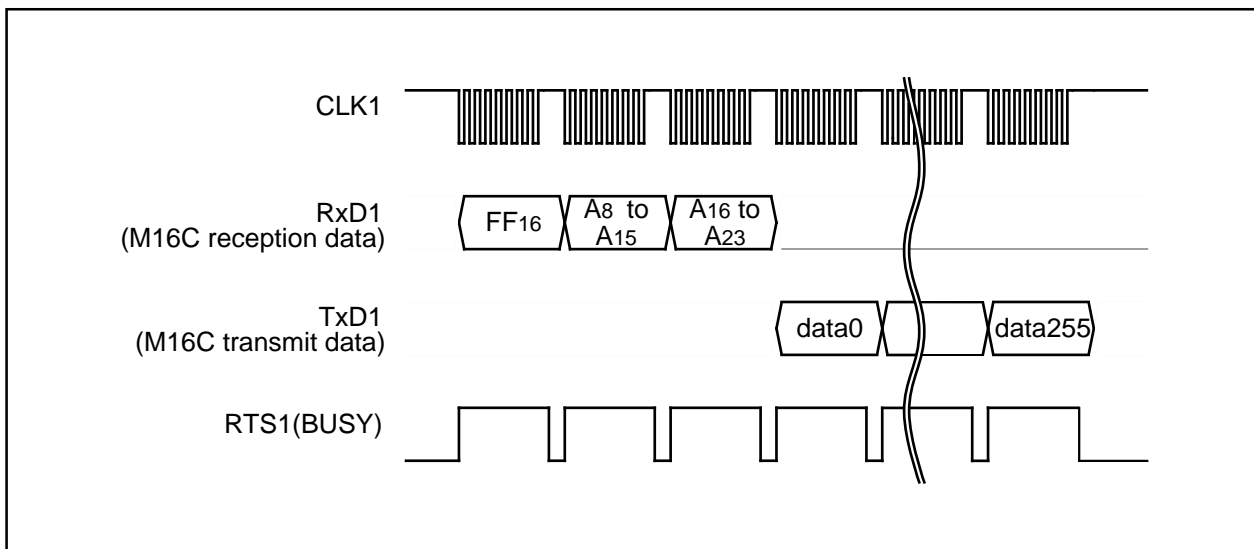 CLK1
RxD1
(M16C reception data)
FF16
A8 to
A15
A16 to
A23
TxD1
(M16C transmit data)
data0
data255
RTS1(BUSY)